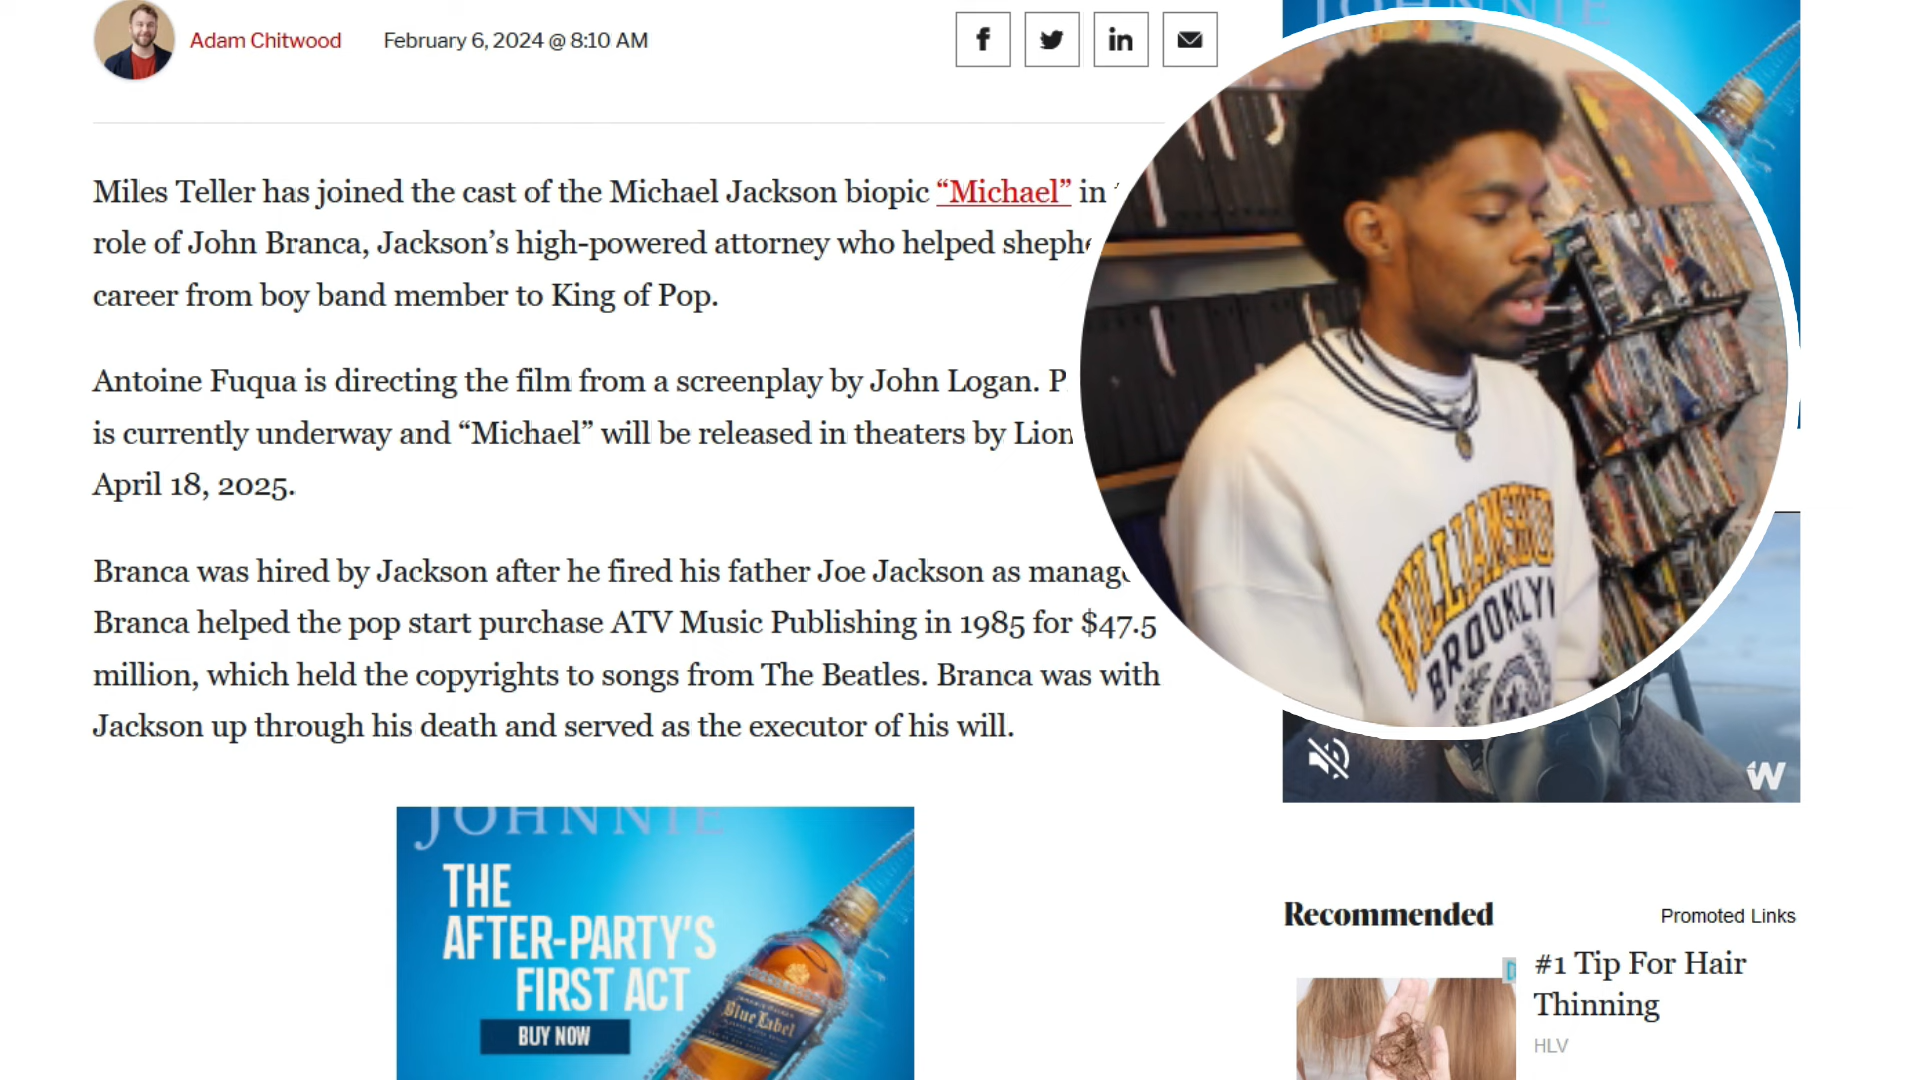 Adam Chitwood
February 6, 2024 @ 8:10 AM
Miles Teller has joined the cast of the Michael Jackson biopic “Michael” in
role of John Branca, Jackson’s high-powered attorney who helped
career from boy band member to King of Pop.
Antoine Fuqua is directing the film from a screenplay by John Logan.
is currently underway and “Michael” will be released in theaters by
April 18, 2025.
Branca was hired by Jackson after he fired his father Joe Jackson as
Branca helped the pop start purchase ATV Music Publishing in 1985 for $47.5
million, which held the copyrights to songs from The Beatles. Branca was with
Jackson up through his death and served as the executor of his will.
JOHNNIE
THE
AFTER-PARTY’S
FIRST ACT
BUY NOW
Blue Label
JOHNNIE
WILLIAMSBURG
BROOKLYN
W
Recommended
Promoted Links
#1 Tip For Hair
Thinning
HLV